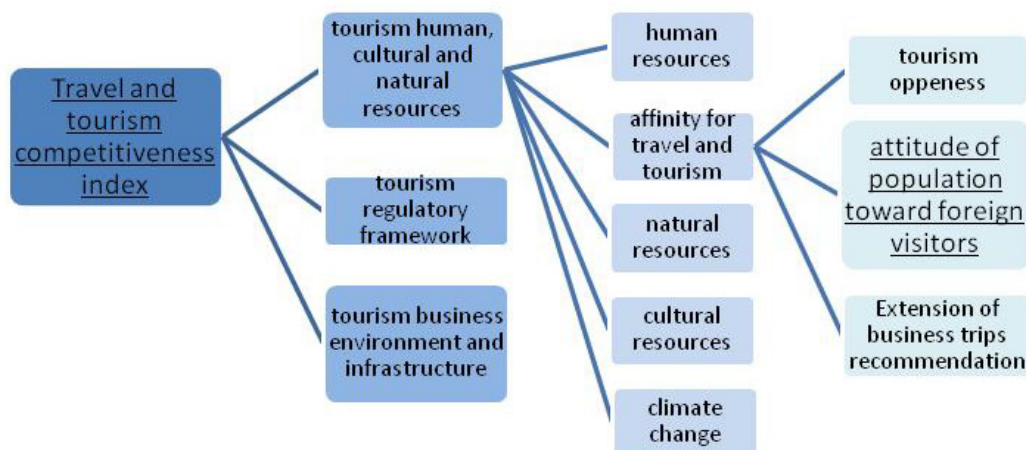 Travel and
tourism
competitiveness
index
tourism human,
cultural and
natural
resources
tourism
regulatory
framework
tourism business
environment and
infrastructure
human
resources
affinity for
travel and
tourism
natural
resources
cultural
resources
climate
change
tourism
oppeness
attitude of
population
toward foreign
visitors
Extension of
business trips
recommendation